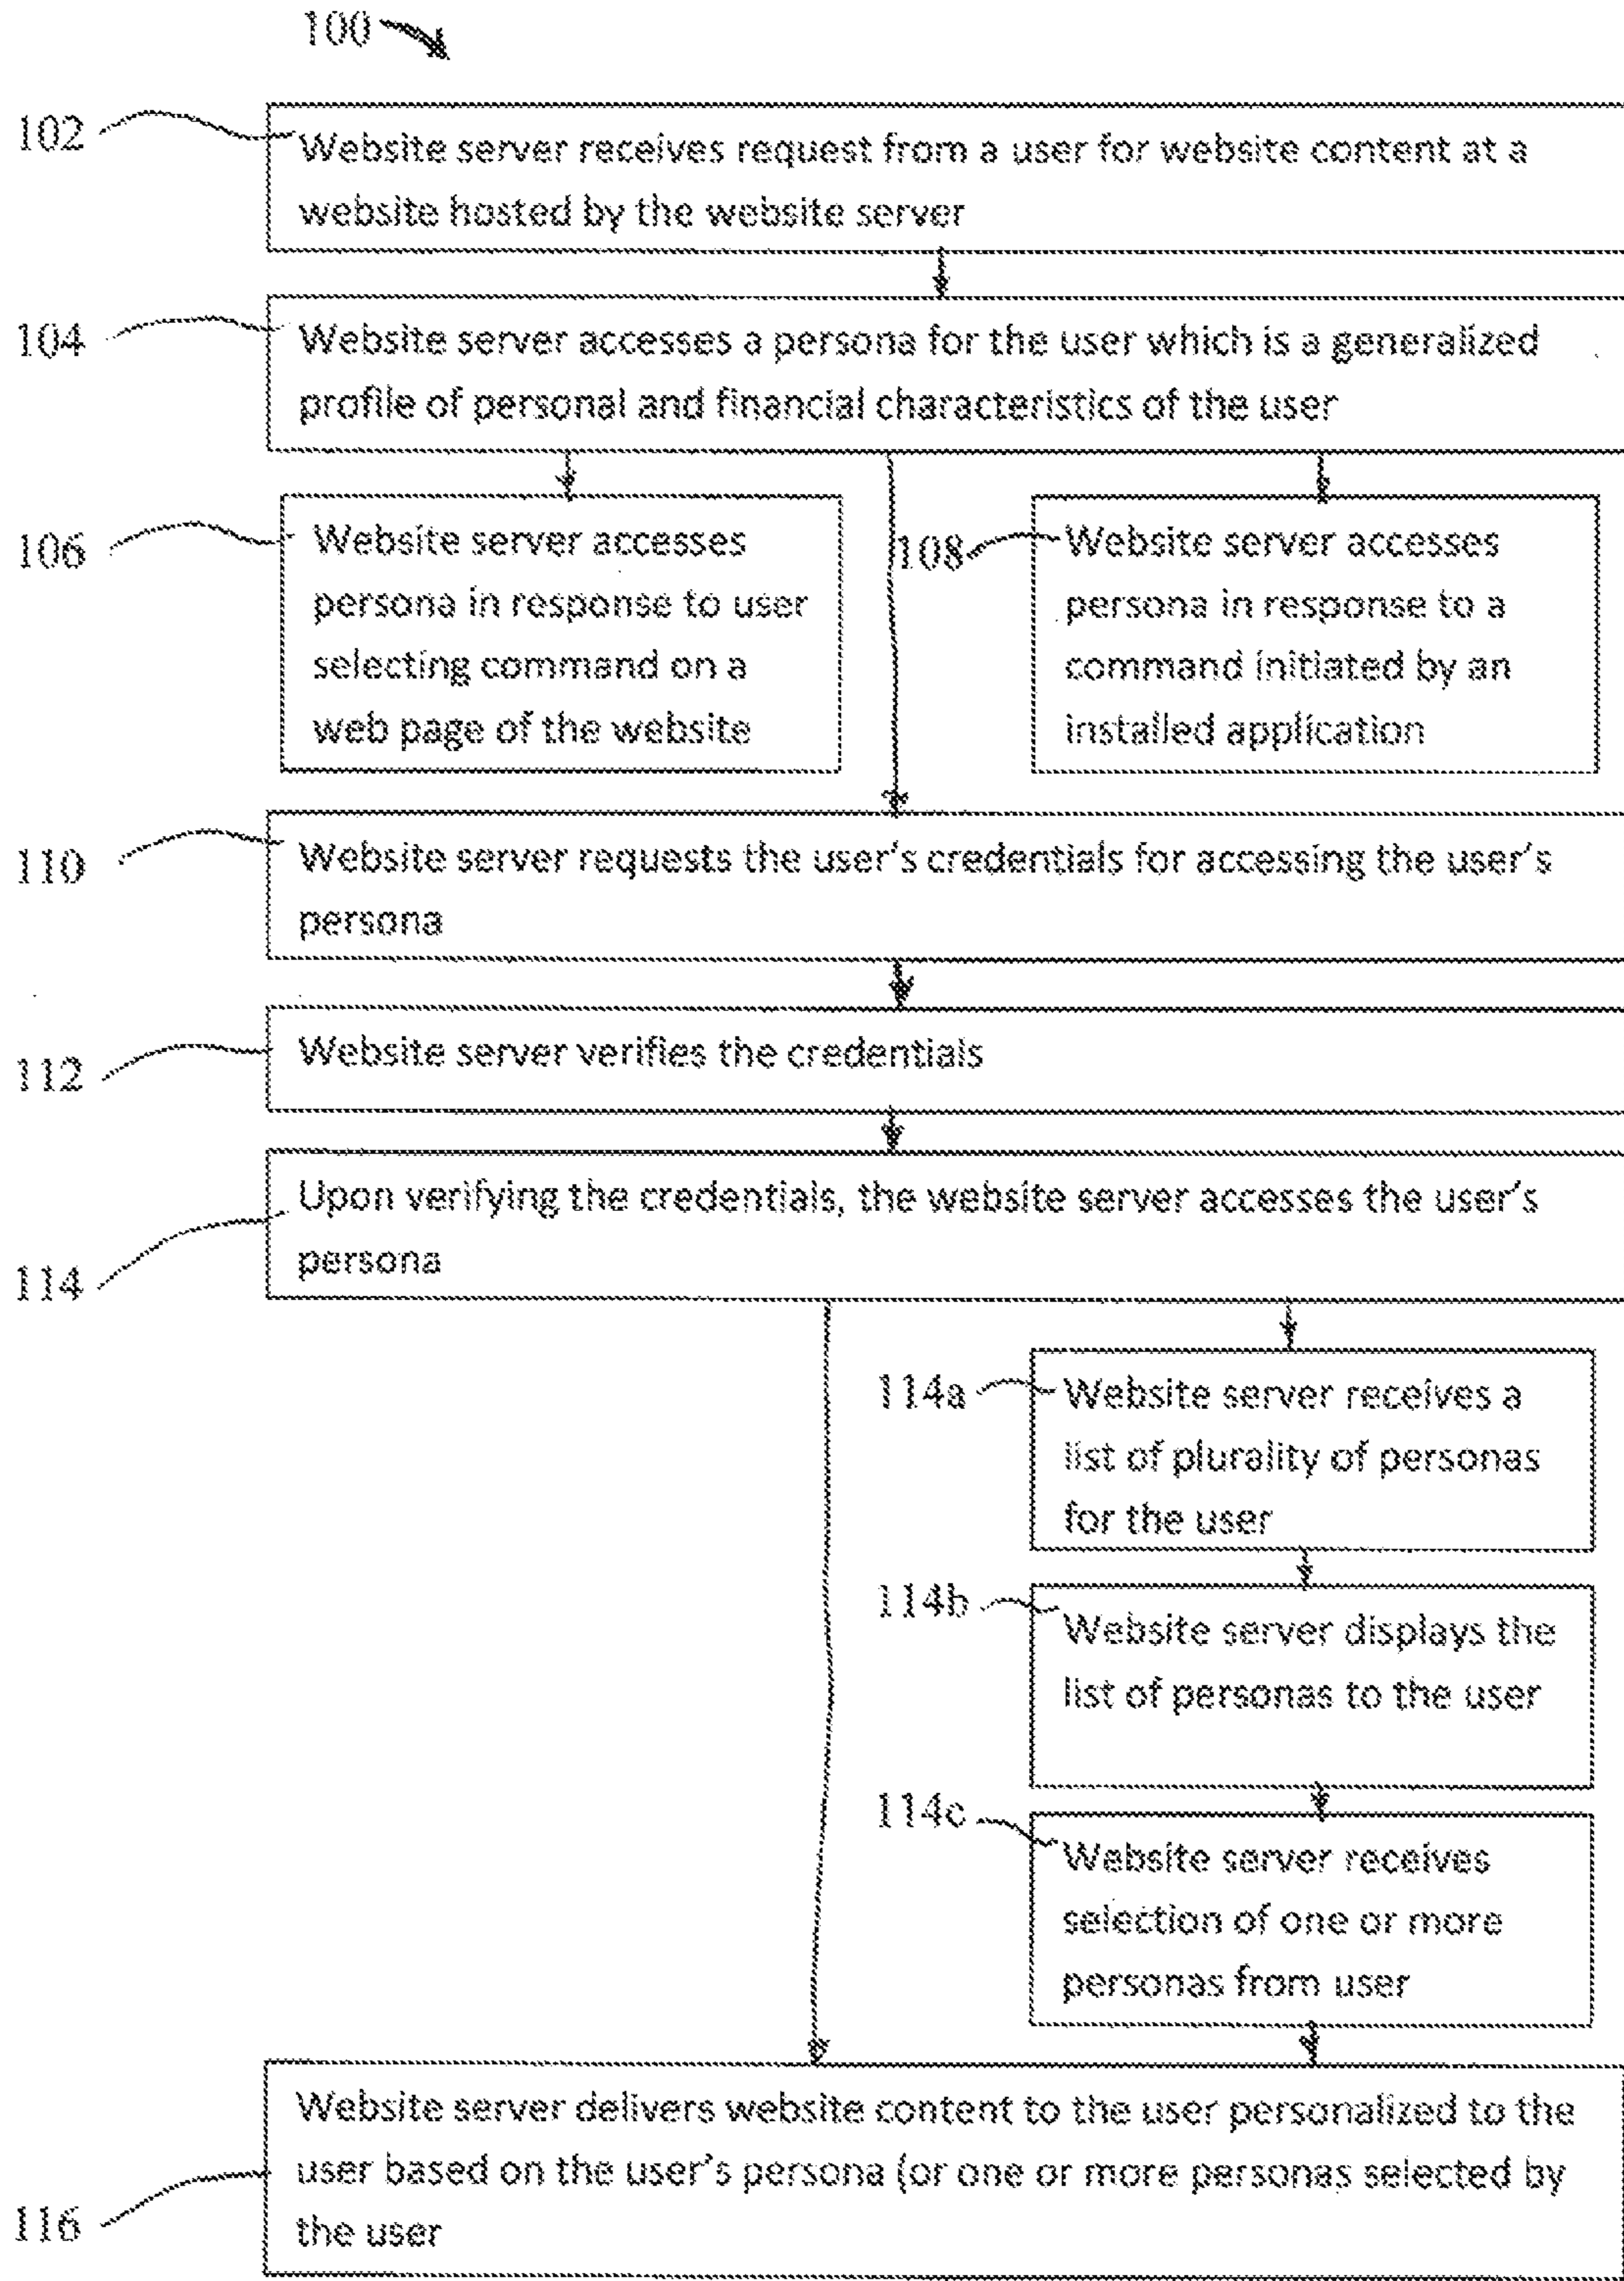 100
102
Website server receives request from a user for website content at a
website hosted by the website server
104
Website server accesses a persona for the user which is a generalized
profile of personal and financial characteristics of the user
106
Website server accesses
persona in response to user
selecting command on a
web page of the website
108
Website server accesses
persona in response to a
command initiated by an
installed application
110
Website server requests the user's credentials for accessing the user's
persona
112
Website server verifies the credentials
114
Upon verifying the credentials, the website server accesses the user's
persona
114a
Website server receives a
list of plurality of personas
for the user
114b
Website server displays the
list of personas to the user
114c
Website server receives
selection of one or more
personas from user
116
Website server delivers website content to the user personalized to the
user based on the user's persona (or one or more personas selected by
the user